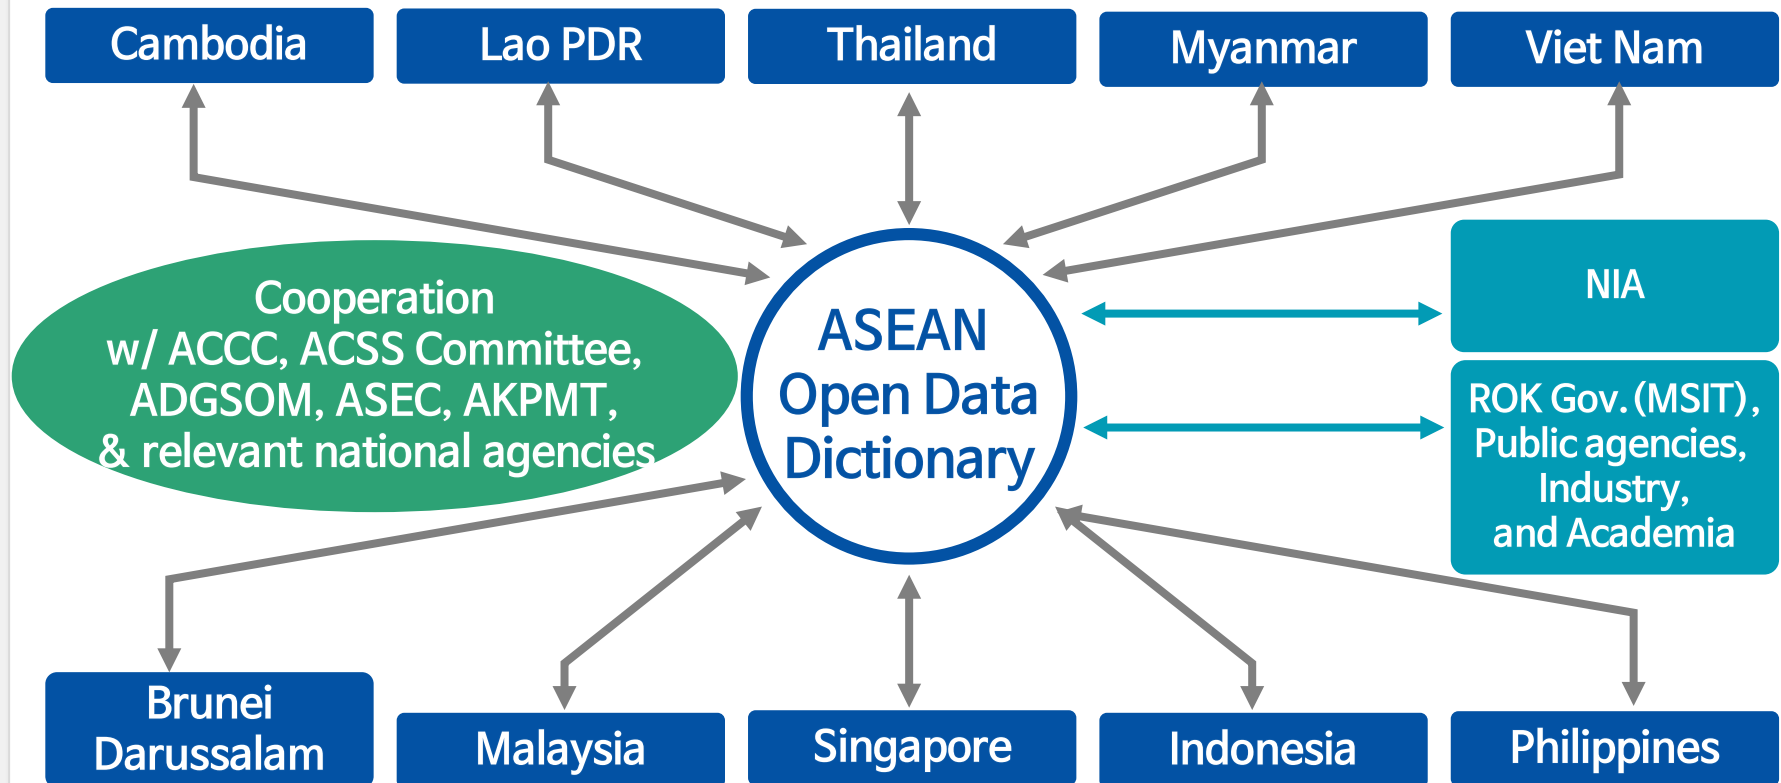 Cambodia
Lao PDR
Thailand
Myanmar
Viet Nam
Cooperation
w/ ACCC, ACSS Committee,
ADGSOM, ASEC, AKPMT,
& relevant national agencies
ASEAN
Open Data
Dictionary
NIA
ROK Gov. (MSIT),
Public agencies,
Industry,
and Academia
Brunei
Darussalam
Malaysia
Singapore
Indonesia
Philippines